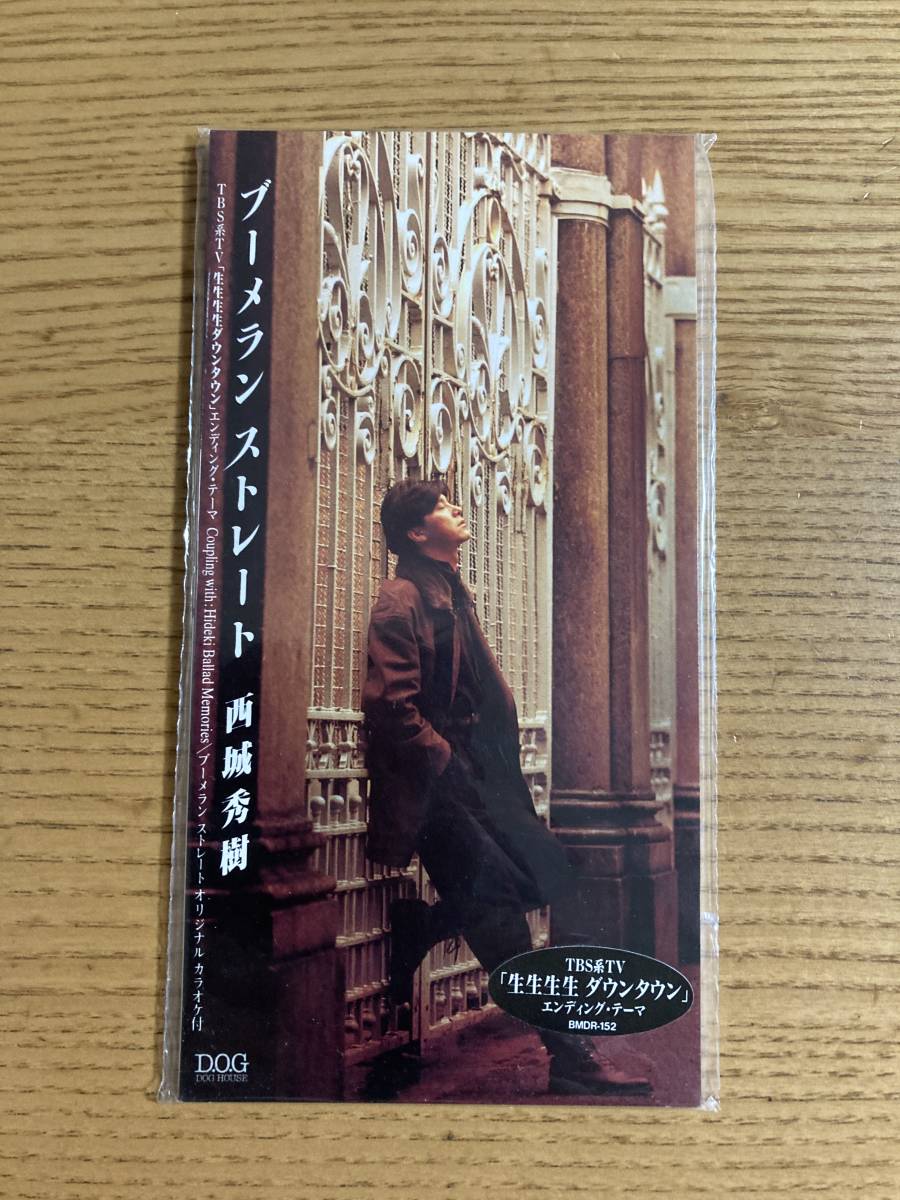 ブーメラン ストレート 西城秀樹
TBS系TV「生生生生ダウンタウン」エンディング・テーマ Coupling with: Hideki Ballad Memories/ブーメラン ストレート オリジナル カラオケ付
TBS系TV
「生生生生 ダウンタウン」
エンディング・テーマ
BMDR-152
D.O.G
DOG HOUSE